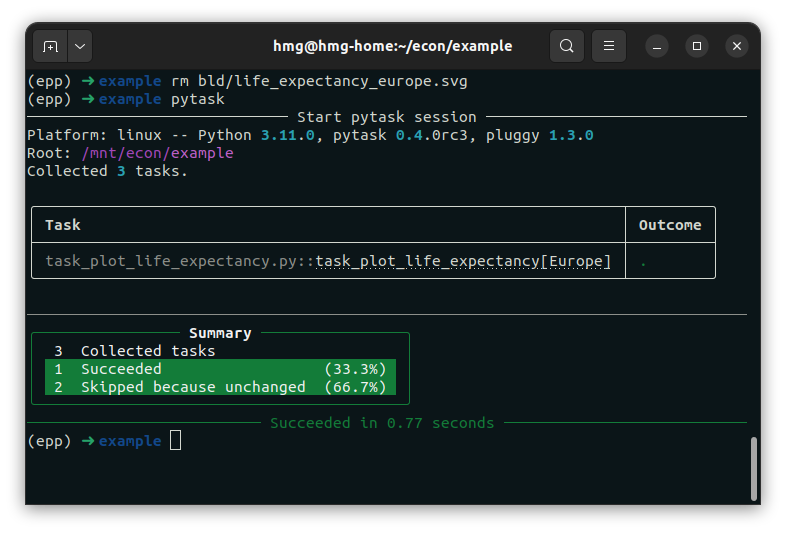 hmg@hmg-home:~/econ/example
(epp) ➜ example rm bld/life_expectancy_europe.svg
(epp) ➜ example pytask
Start pytask session
Platform: linux -- Python 3.11.0, pytask 0.4.0rc3, pluggy 1.3.0
Root: /mnt/econ/example
Collected 3 tasks.
Task Outcome
task_plot_life_expectancy.py::task_plot_life_expectancy[Europe] .
Summary
3 Collected tasks
1 Succeeded (33.3%)
2 Skipped because unchanged (66.7%)
Succeeded in 0.77 seconds
(epp) ➜ example